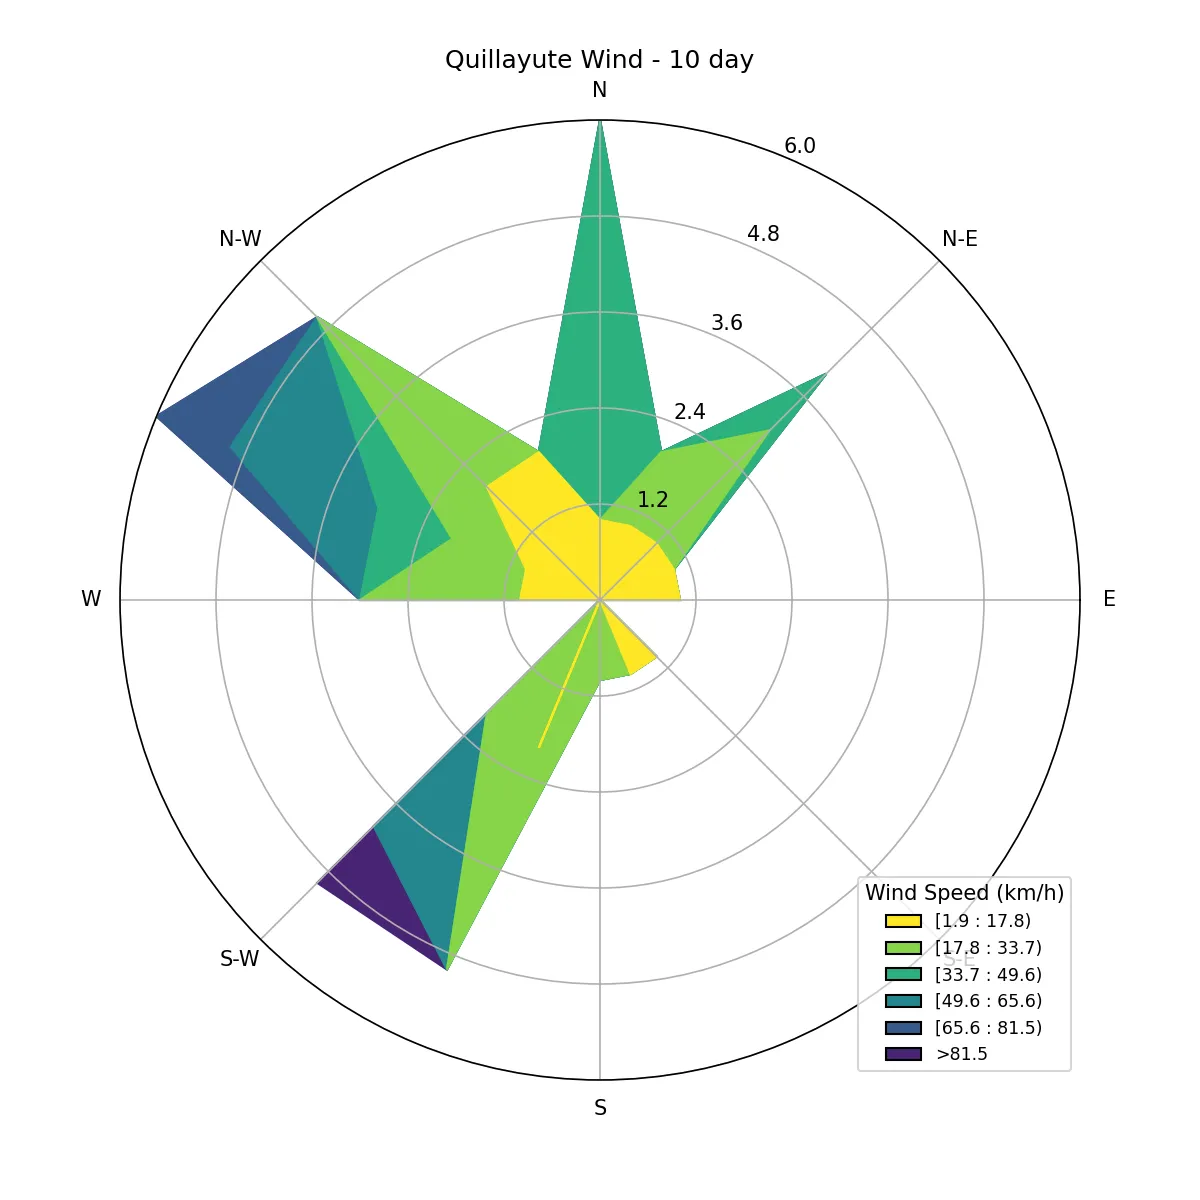 Quillayute Wind - 10 day
N
6.0
N-W
4.8
N-E
3.6
2.4
1.2
W
E
S-W
S-E
S
Wind Speed (km/h)
[1.9 : 17.8)
[17.8 : 33.7)
[33.7 : 49.6)
[49.6 : 65.6)
[65.6 : 81.5)
>81.5